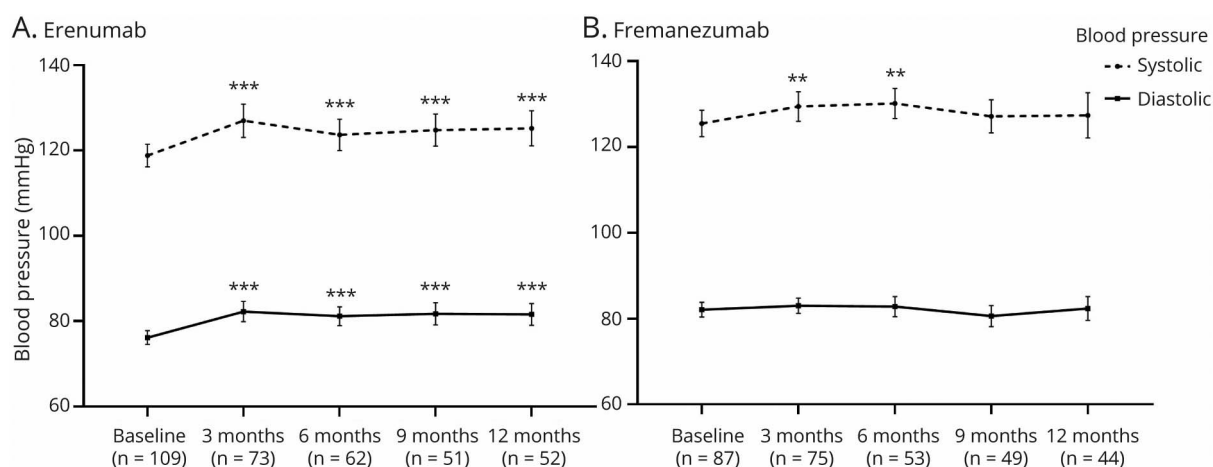 A. Erenumab
140
120
100
80
60
Blood pressure (mmHg)
***
***
***
***
***
***
***
***
Baseline
(n = 109)
3 months
(n = 73)
6 months
(n = 62)
9 months
(n = 51)
12 months
(n = 52)
B. Fremanezumab
Blood pressure
Systolic
Diastolic
140
120
100
80
60
**
**
Baseline
(n = 87)
3 months
(n = 75)
6 months
(n = 53)
9 months
(n = 49)
12 months
(n = 44)